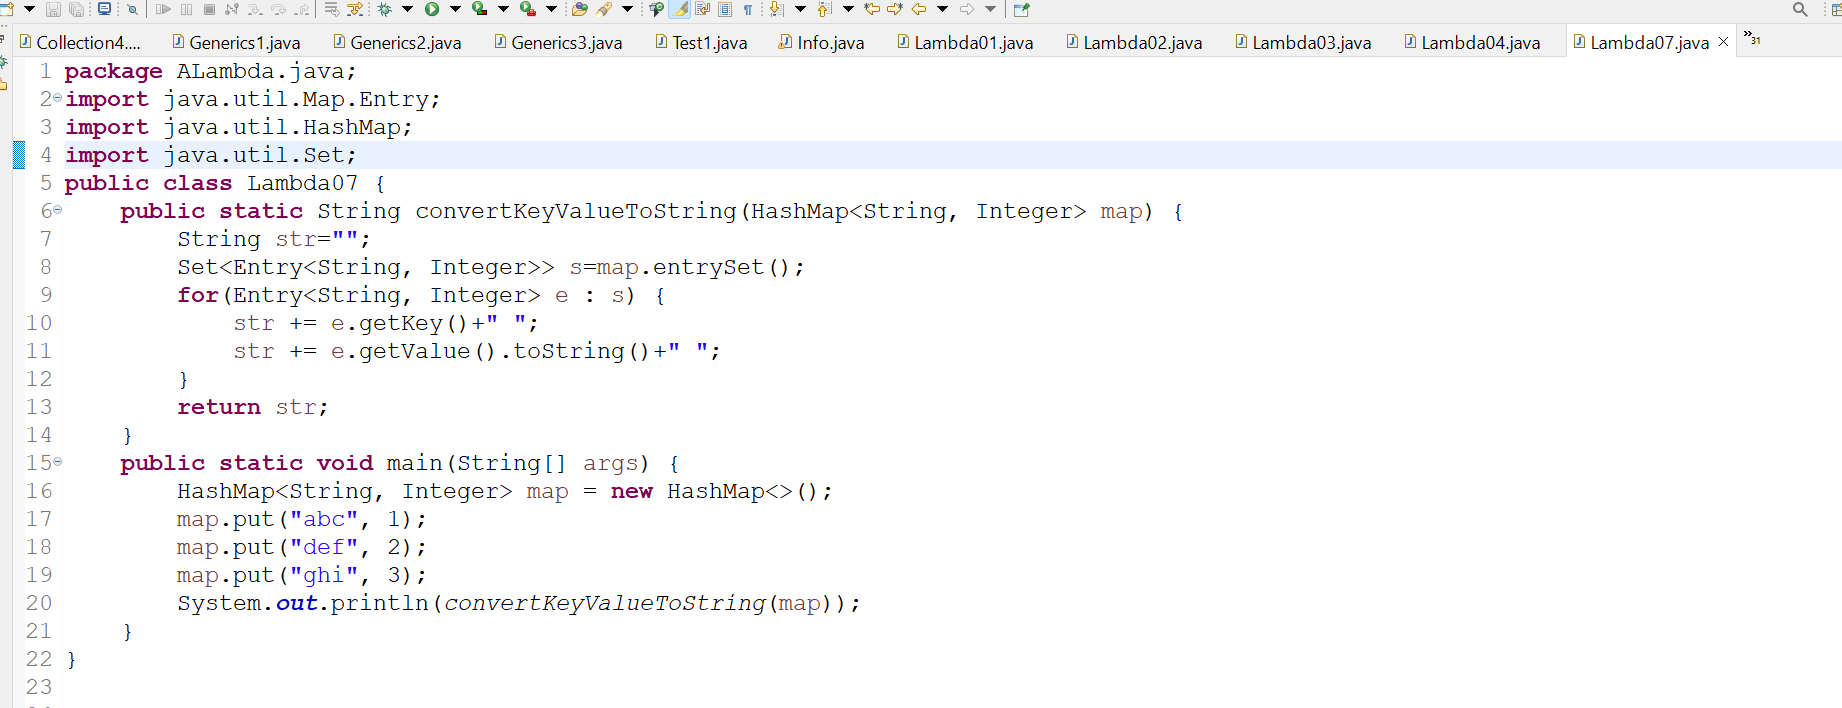 Collection4.... Generics1.java Generics2.java Generics3.java Test1.java Info.java Lambda01.java Lambda02.java Lambda03.java Lambda04.java Lambda07.java »31
1 package ALambda.java;
2 import java.util.Map.Entry;
3 import java.util.HashMap;
4 import java.util.Set;
5 public class Lambda07 {
6     public static String convertKeyValueToString(HashMap<String, Integer> map) {
7         String str="";
8         Set<Entry<String, Integer>> s=map.entrySet();
9         for(Entry<String, Integer> e : s) {
10             str += e.getKey()+" ";
11             str += e.getValue().toString()+" ";
12         }
13         return str;
14     }
15     public static void main(String[] args) {
16         HashMap<String, Integer> map = new HashMap<>();
17         map.put("abc", 1);
18         map.put("def", 2);
19         map.put("ghi", 3);
20         System.out.println(convertKeyValueToString(map));
21     }
22 }
23